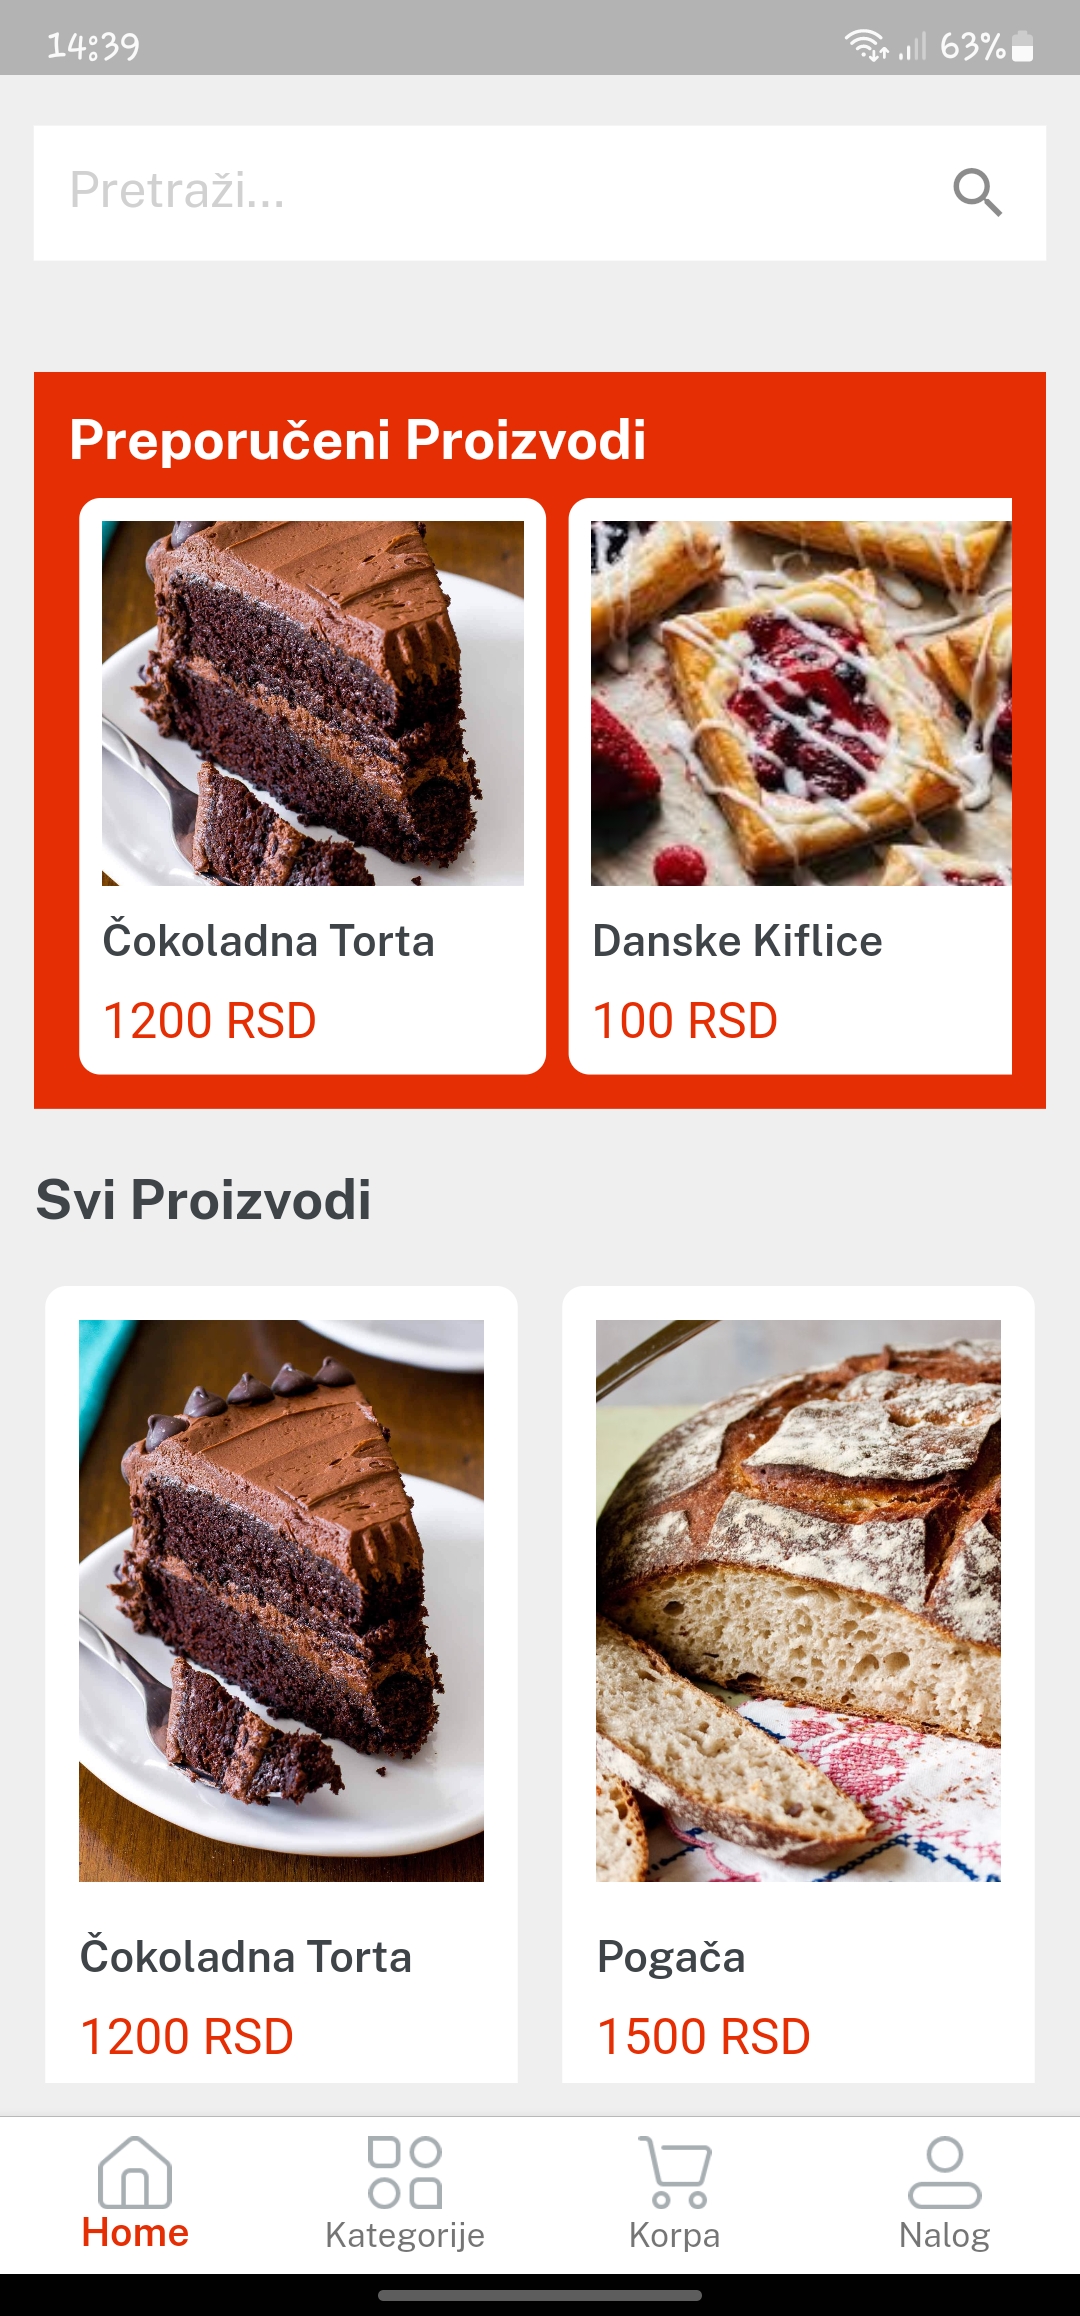 14:39
63%
Pretraži...
Preporučeni Proizvodi
Čokoladna Torta
1200 RSD
Danske Kiflice
100 RSD
Svi Proizvodi
Čokoladna Torta
1200 RSD
Pogača
1500 RSD
Home
Kategorije
Korpa
Nalog